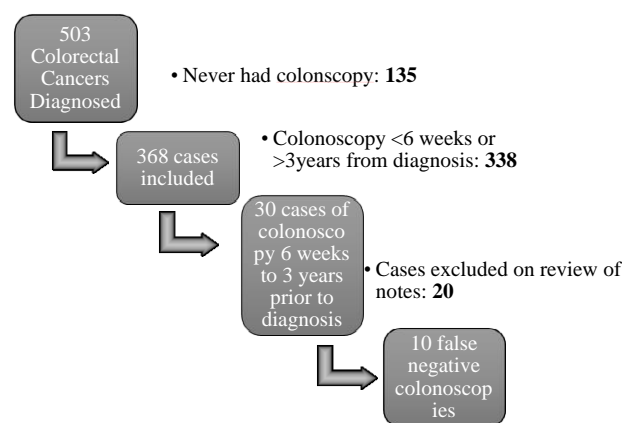 503
Colorectal
Cancers
Diagnosed
• Never had colonscopy: 135
368 cases
included
• Colonoscopy <6 weeks or
>3years from diagnosis: 338
30 cases of
colonosco
py 6 weeks
to 3 years
prior to
diagnosis
• Cases excluded on review of
notes: 20
10 false
negative
colonoscop
ies